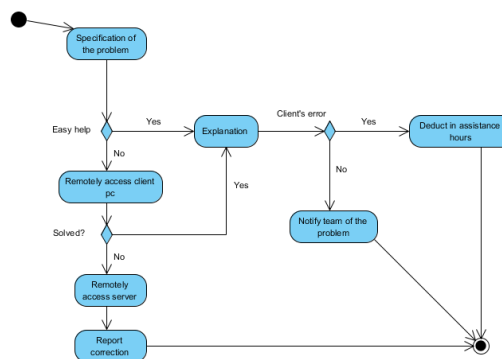 Specification of
the problem
Easy help
Yes
Explanation
Client's error
Yes
Deduct in assistance
hours
No
Remotely access client
pc
Yes
No
Notify team of the
problem
Solved?
No
Remotely
access server
Report
correction